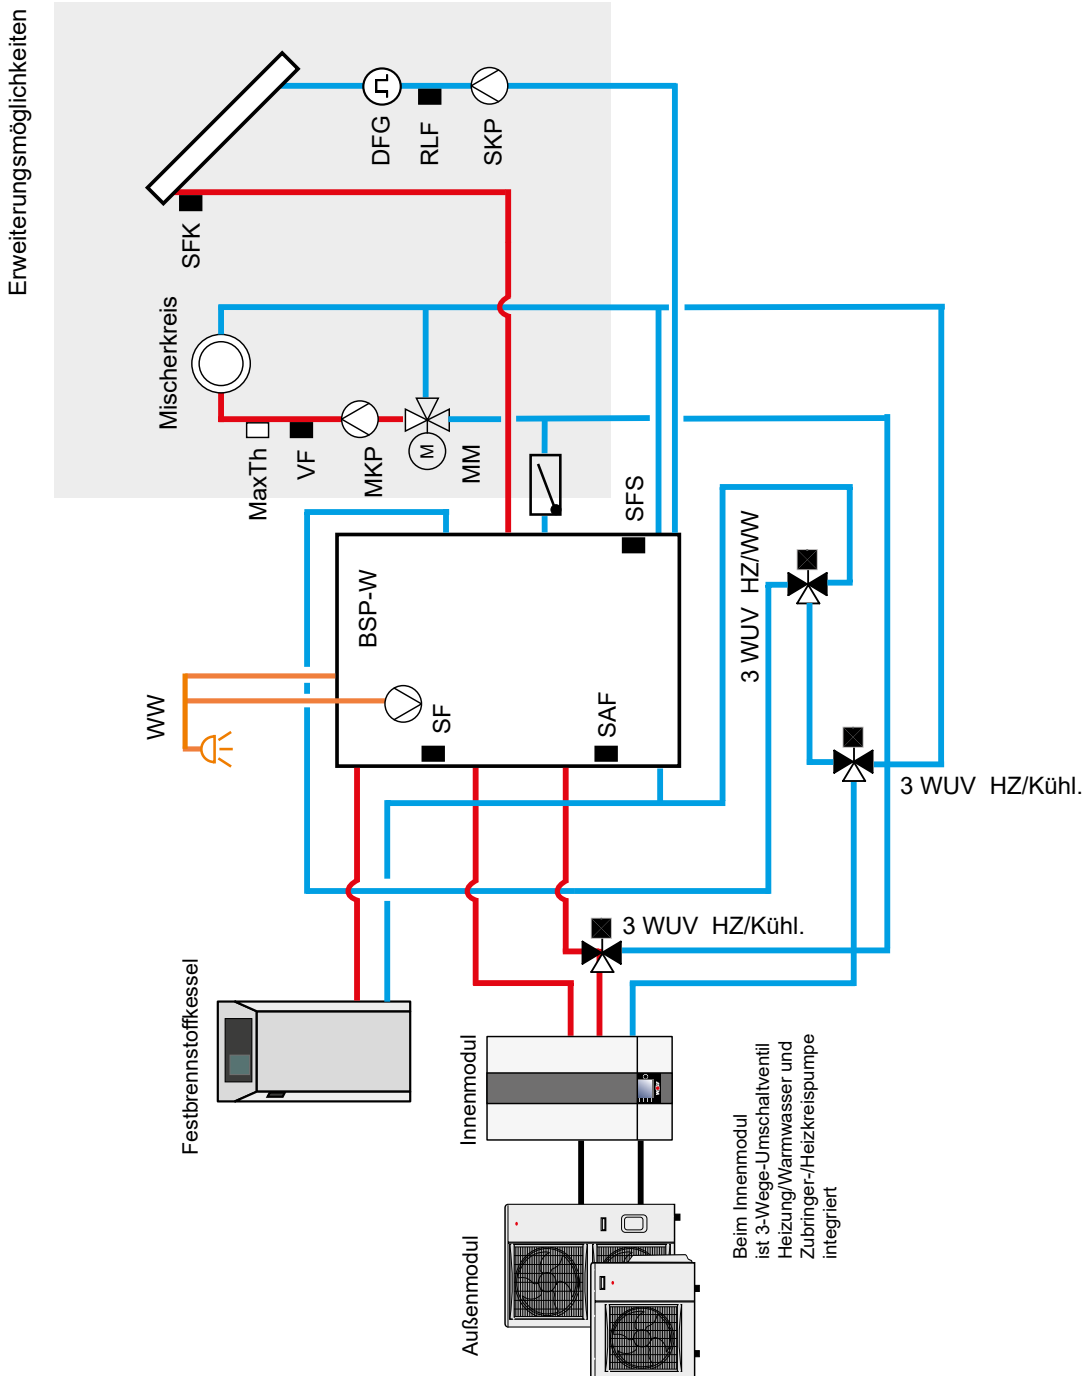 Erweiterungsmöglichkeiten
DFG
RLF
SKP
SFK
Mischerkreis
MaxTh
VF
MKP
M
MM
SFS
BSP-W
3 WUV HZ/WW
WW
SF
SAF
3 WUV HZ/Kühl.
3 WUV HZ/Kühl.
Festbrennstoffkessel
Innenmodul
Außenmodul
Beim Innenmodul
ist 3-Wege-Umschaltventil
Heizung/Warmwasser und
Zubringer-/Heizkreispumpe
integriert